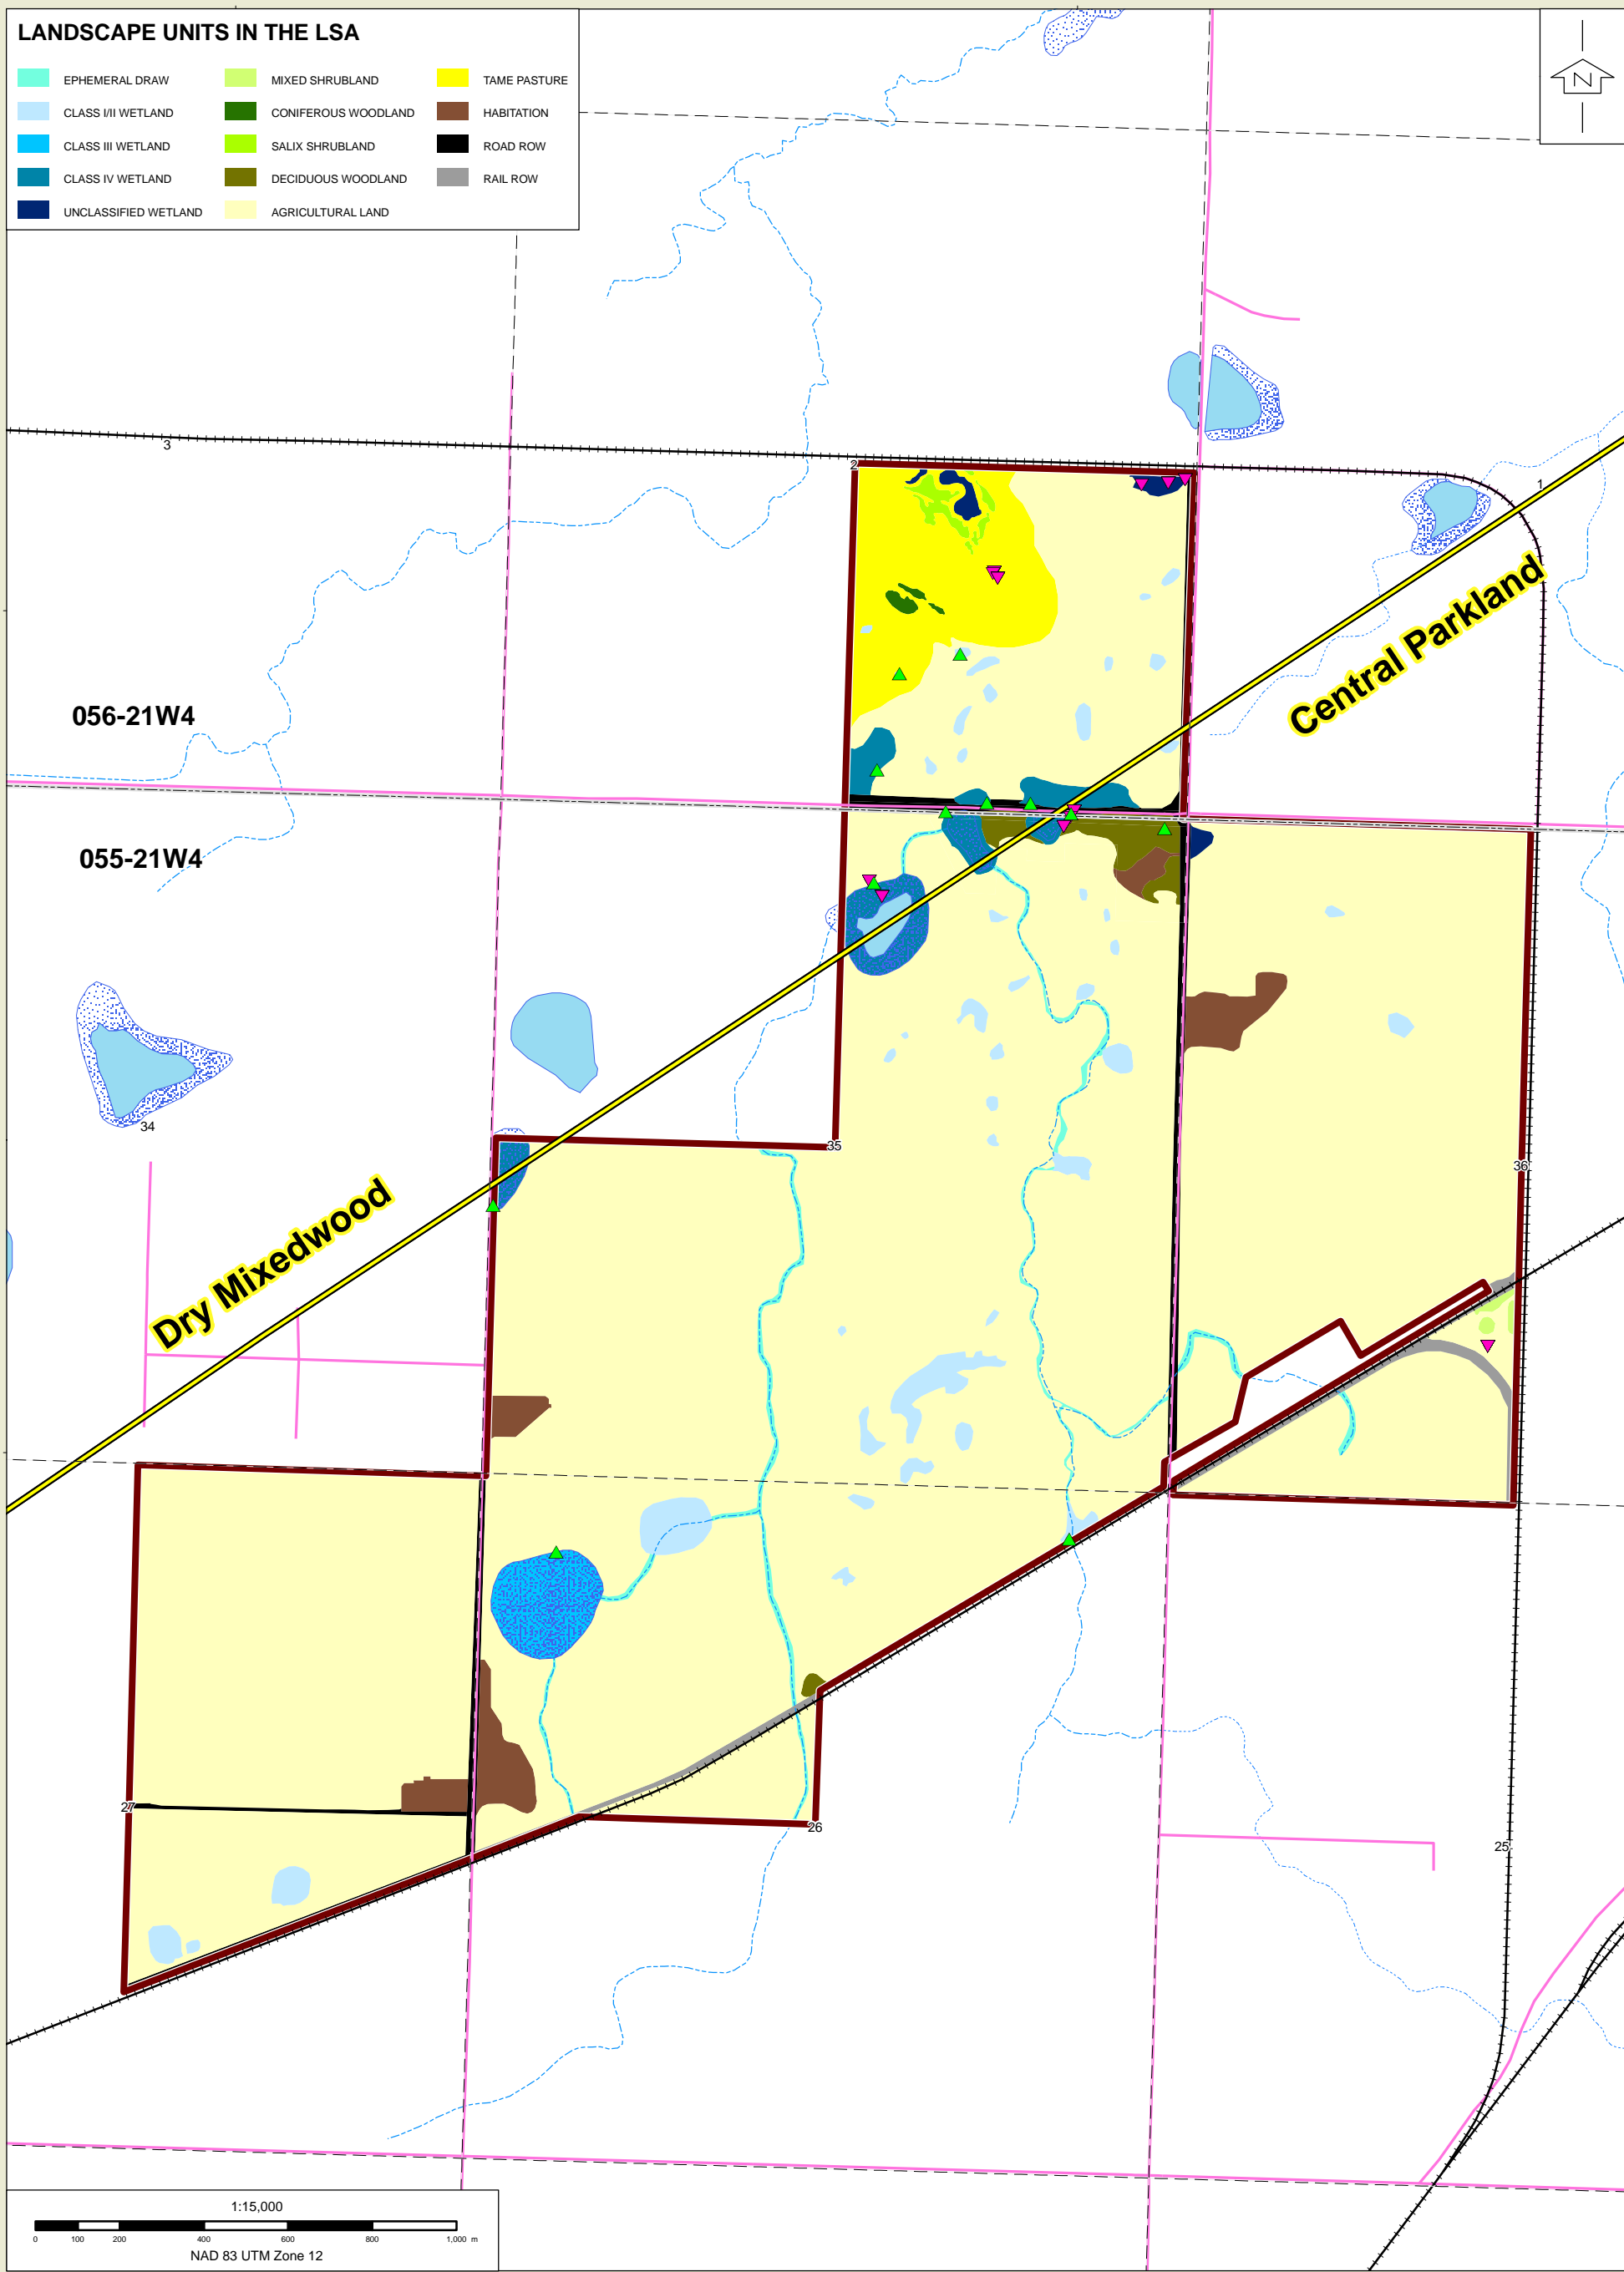 LANDSCAPE UNITS IN THE LSA
EPHEMERAL DRAW
MIXED SHRUBLAND
TAME PASTURE
CLASS I/II WETLAND
CONIFEROUS WOODLAND
HABITATION
CLASS III WETLAND
SALIX SHRUBLAND
ROAD ROW
CLASS IV WETLAND
DECIDUOUS WOODLAND
RAIL ROW
UNCLASSIFIED WETLAND
AGRICULTURAL LAND
N
3
2
1
Central Parkland
056-21W4
055-21W4
34
35
36
Dry Mixedwood
27
26
25
1:15,000
0 100 200 400 600 800 1,000 m
NAD 83 UTM Zone 12